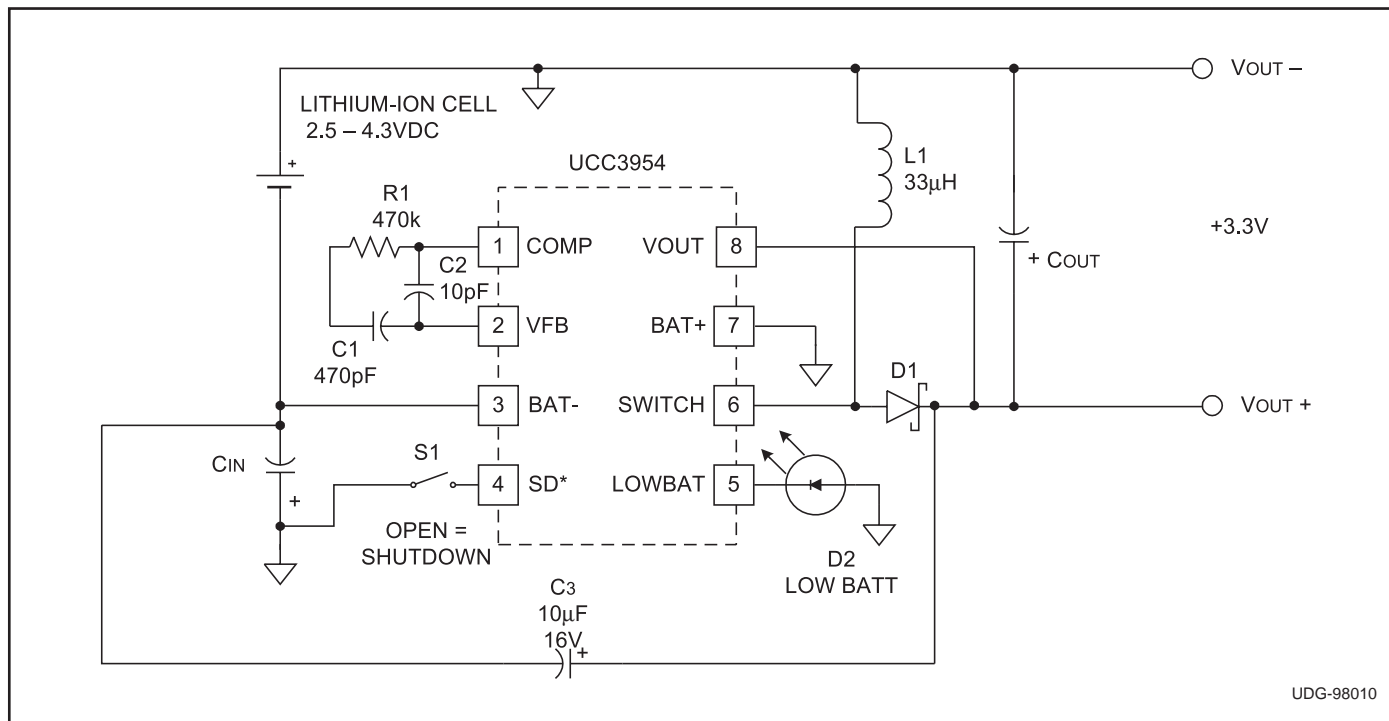 VOUT –
LITHIUM-ION CELL
2.5 – 4.3VDC
+
UCC3954
L1
33µH
R1
470k
1 COMP
VOUT 8
+3.3V
C2
10pF
+ COUT
2 VFB
BAT+ 7
C1
470pF
D1
3 BAT-
SWITCH 6
VOUT +
CIN
S1
+
4 SD*
LOWBAT 5
OPEN =
SHUTDOWN
D2
LOW BATT
C3
10µF
16V
+
UDG-98010